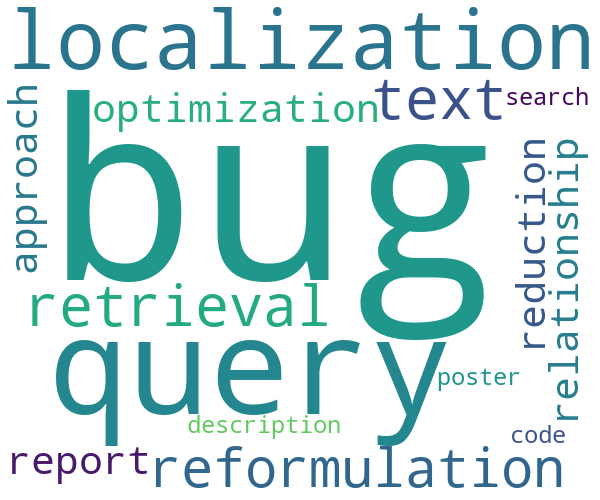 localization
optimization
text
search
approach
bug
reduction
relationship
retrieval
query
poster
description
code
report
reformulation